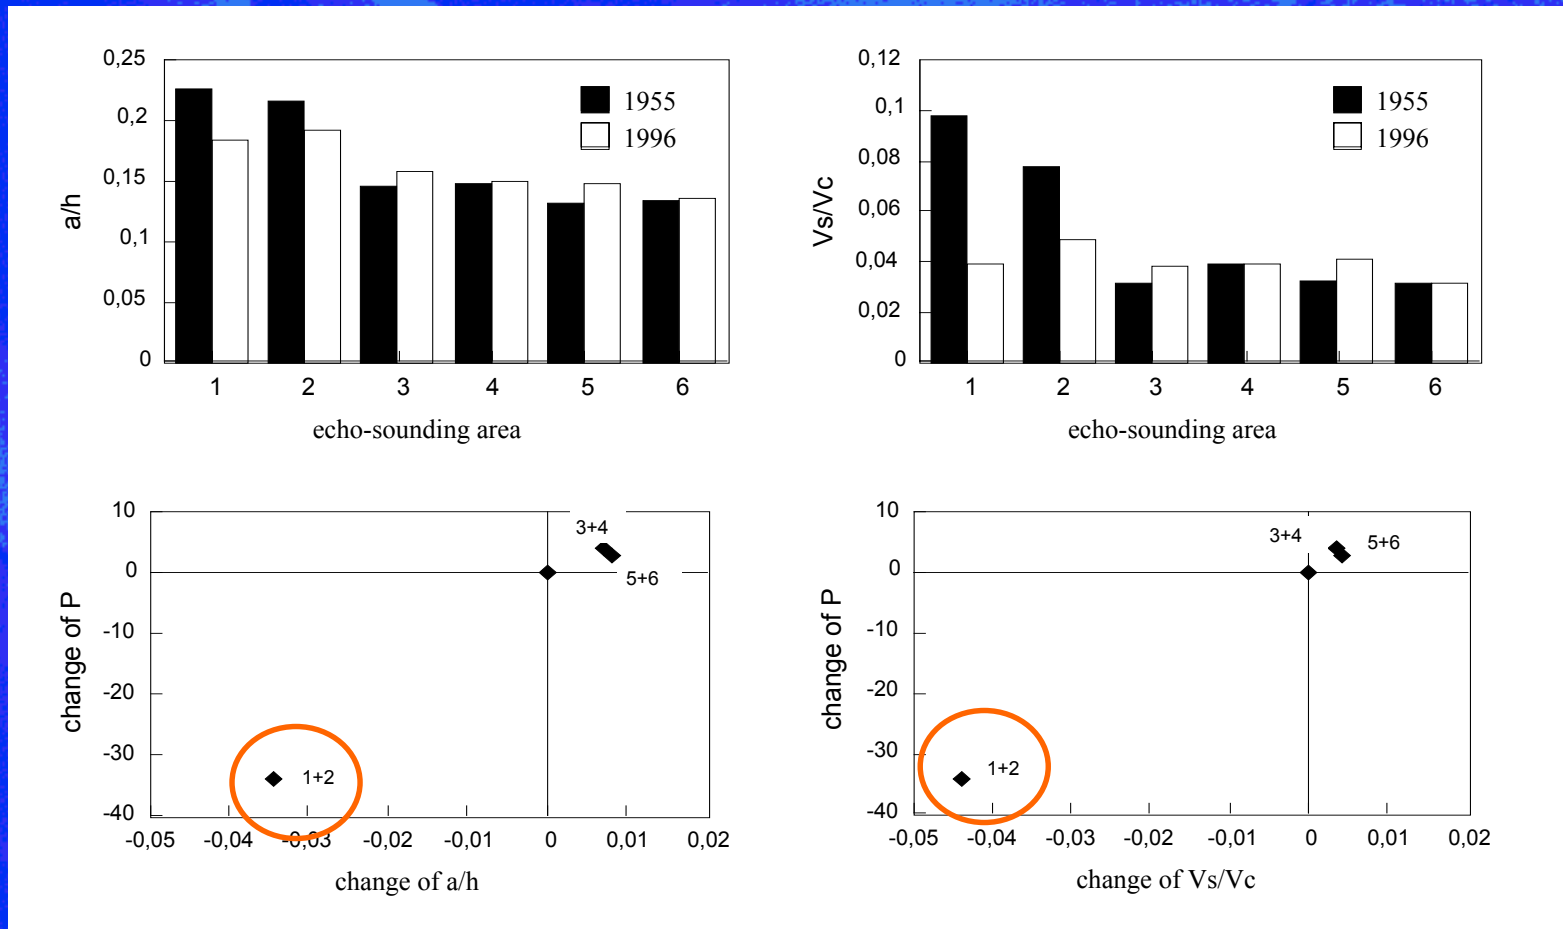 0,25
0,2
0,15
0,1
0,05
0
a/h
1955
1996
1 2 3 4 5 6
echo-sounding area
0,12
0,1
0,08
0,06
0,04
0,02
0
Vs/Vc
1955
1996
1 2 3 4 5 6
echo-sounding area
10
0
-10
-20
-30
-40
change of P
3+4
5+6
1+2
-0,05 -0,04 -0,03 -0,02 -0,01 0 0,01 0,02
change of a/h
10
0
-10
-20
-30
-40
change of P
3+4
5+6
1+2
-0,05 -0,04 -0,03 -0,02 -0,01 0 0,01 0,02
change of Vs/Vc